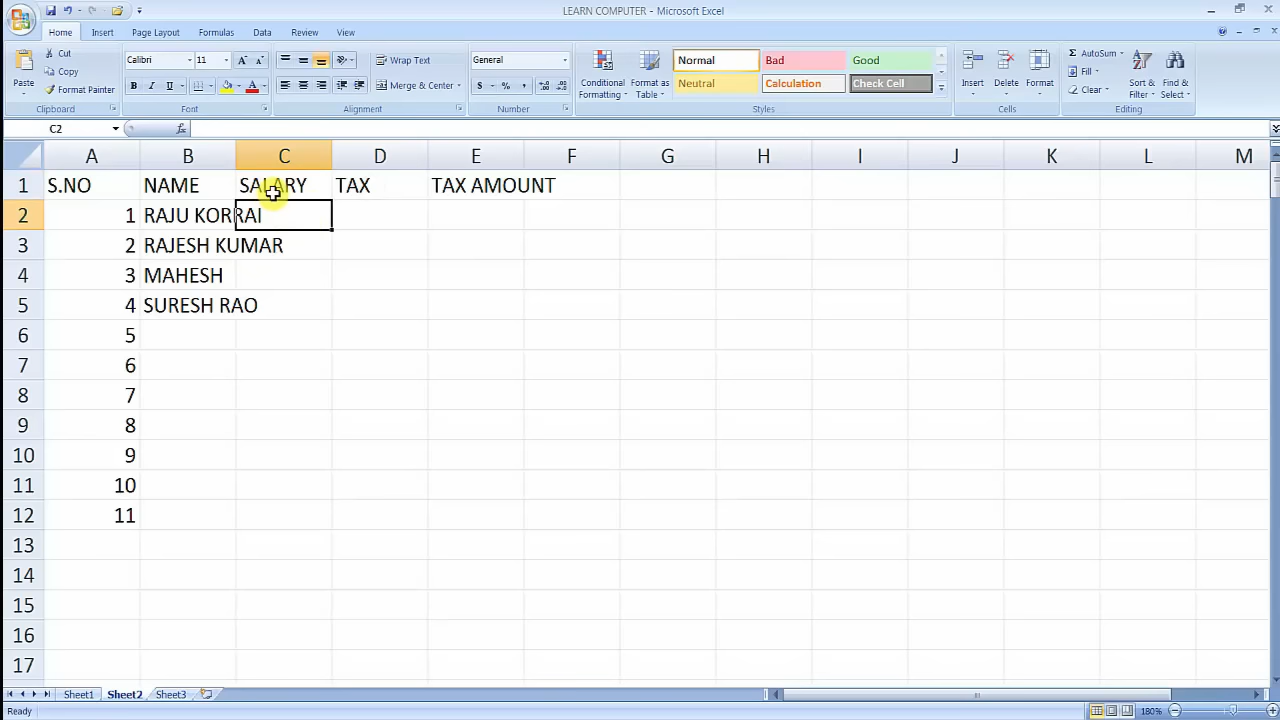 LEARN COMPUTER - Microsoft Excel
Home Insert Page Layout Formulas Data Review View
Paste
Cut
Copy
Format Painter
Clipboard
Calibri 11
B I U
Font
Wrap Text
Merge & Center
Alignment
General
$ % ,
Number
Conditional Formatting
Format as Table
Normal Bad Good
Neutral Calculation Check Cell
Styles
Insert Delete Format
Cells
AutoSum
Fill
Clear
Sort & Filter
Find & Select
Editing
C2 fx
A B C D E F G H I J K L M
1 S.NO NAME SALARY TAX TAX AMOUNT
2 1 RAJU KORRAI
3 2 RAJESH KUMAR
4 3 MAHESH
5 4 SURESH RAO
6 5
7 6
8 7
9 8
10 9
11 10
12 11
13
14
15
16
17
Sheet1 Sheet2 Sheet3
Ready 180%